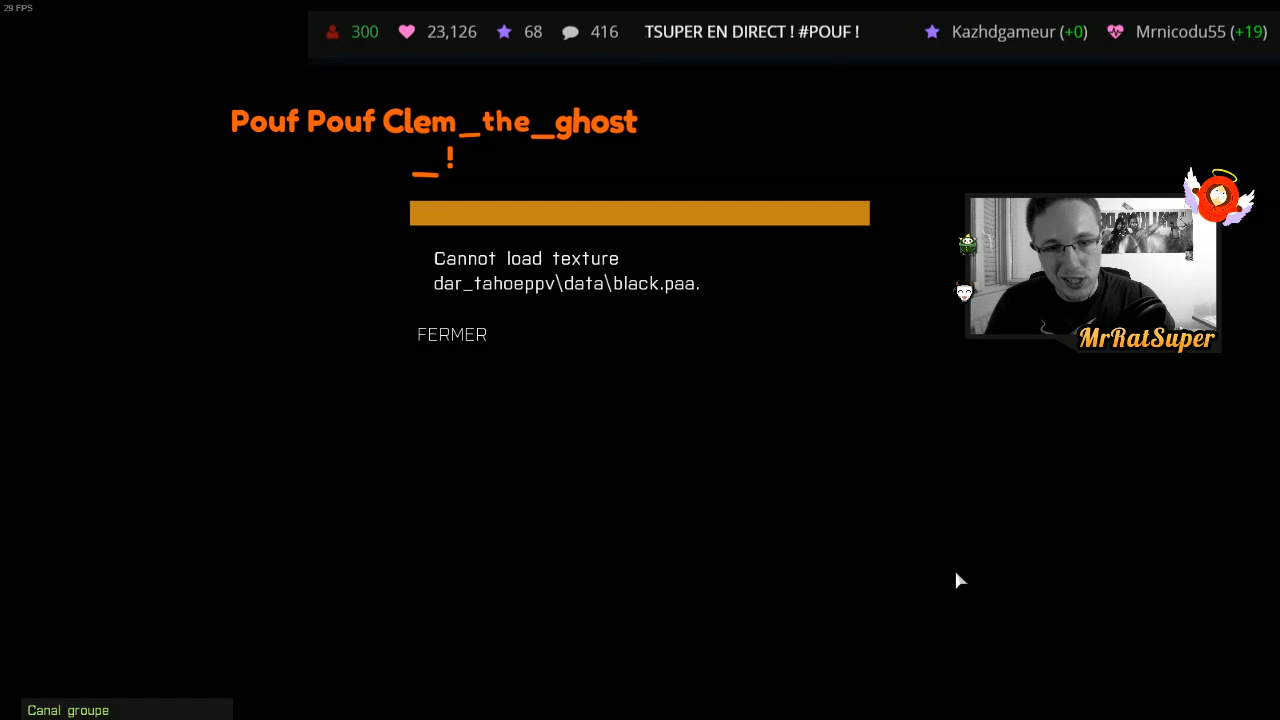 29 FPS
300 23,126 68 416 TSUPER EN DIRECT ! #POUF ! Kazhdgameur (+0) Mrnicodu55 (+19)
Pouf Pouf Clem_the_ghost
_ !
Cannot load texture
dar_tahoeppv\data\black.paa.
FERMER
MrRatSuper
Canal groupe